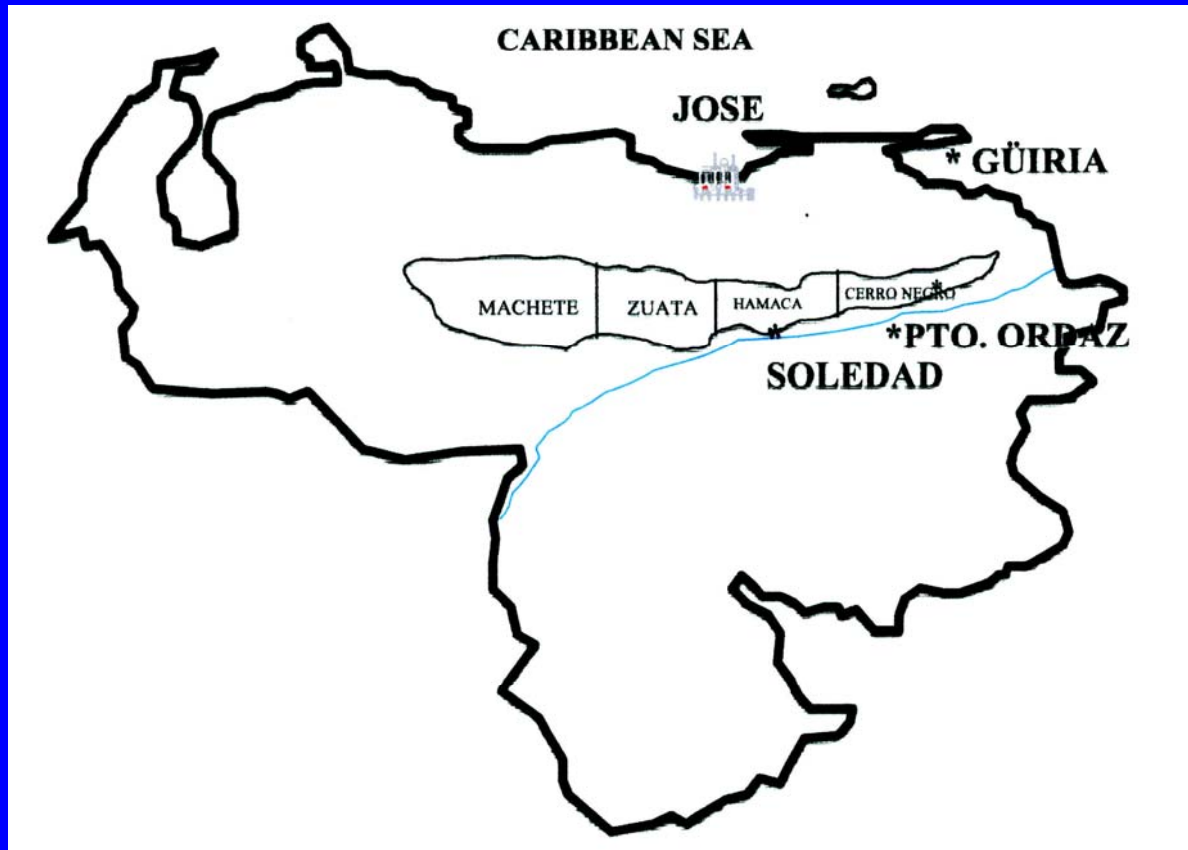 CARIBBEAN SEA
JOSE
* GÜIRIA
MACHETE
ZUATA
HAMACA
CERRO NEGRO
*
*
*PTO. ORDAZ
SOLEDAD